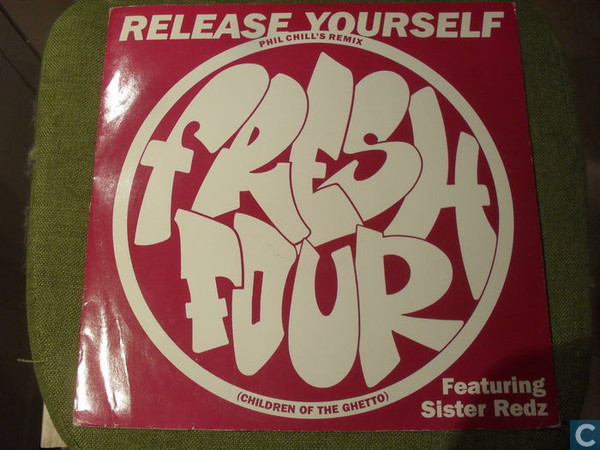 RELEASE YOURSELF
PHIL CHILL'S REMIX
FRESH
FOUR
(CHILDREN OF THE GHETTO)
Featuring
Sister Redz
C